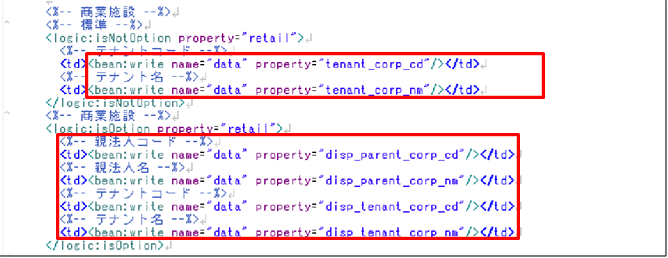 <%-- 商業施設 --%>↓
<%-- 標準 --%>↓
<logic:isNotOption property="retail">↓
<%-- テナントコード --%>↓
<td><bean:write name="data" property="tenant_corp_cd"/></td>↓
<%-- テナント名 --%>↓
<td><bean:write name="data" property="tenant_corp_nm"/></td>↓
</logic:isNotOption>↓
<%-- 商業施設 --%>↓
<logic:isOption property="retail">↓
<%-- 親法人コード --%>↓
<td><bean:write name="data" property="disp_parent_corp_cd"/></td>↓
<%-- 親法人名 --%>↓
<td><bean:write name="data" property="disp_parent_corp_nm"/></td>↓
<%-- テナントコード --%>↓
<td><bean:write name="data" property="disp_tenant_corp_cd"/></td>↓
<%-- テナント名 --%>↓
<td><bean:write name="data" property="disp_tenant_corp_nm"/></td>↓
</logic:isOption>↓